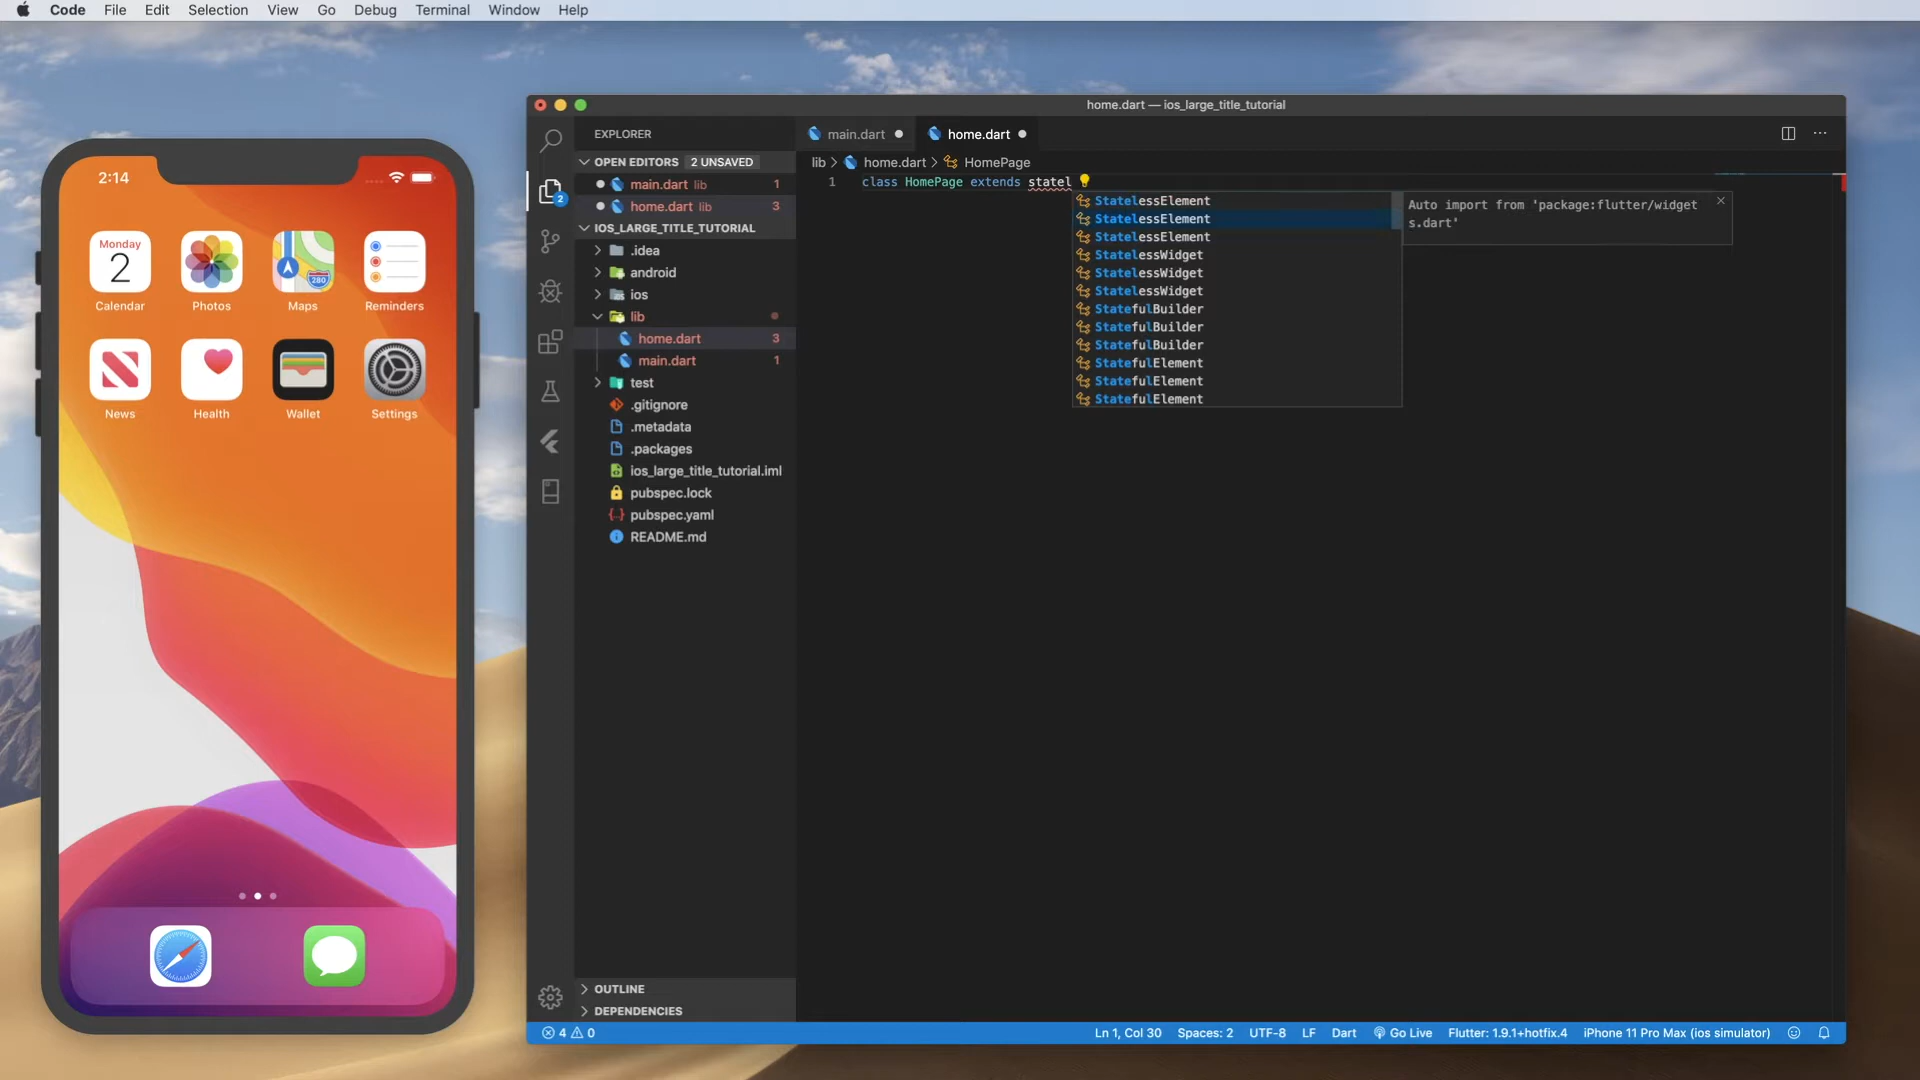 Code File Edit Selection View Go Debug Terminal Window Help
2:14
Monday
2
280
Calendar Photos Maps Reminders
News Health Wallet Settings
home.dart — ios_large_title_tutorial
EXPLORER
OPEN EDITORS 2 UNSAVED
main.dart lib 1
home.dart lib 3
IOS_LARGE_TITLE_TUTORIAL
.idea
android
ios
lib
home.dart 3
main.dart 1
test
.gitignore
.metadata
.packages
ios_large_title_tutorial.iml
pubspec.lock
pubspec.yaml
README.md
OUTLINE
DEPENDENCIES
2
main.dart home.dart
lib > home.dart > HomePage
1 class HomePage extends statel
StatelessElement
StatelessElement
StatelessElement
StatelessWidget
StatelessWidget
StatelessWidget
StatefulBuilder
StatefulBuilder
StatefulBuilder
StatefulElement
StatefulElement
StatefulElement
Auto import from 'package:flutter/widget
s.dart'
4 0 Ln 1, Col 30 Spaces: 2 UTF-8 LF Dart Go Live Flutter: 1.9.1+hotfix.4 iPhone 11 Pro Max (ios simulator)